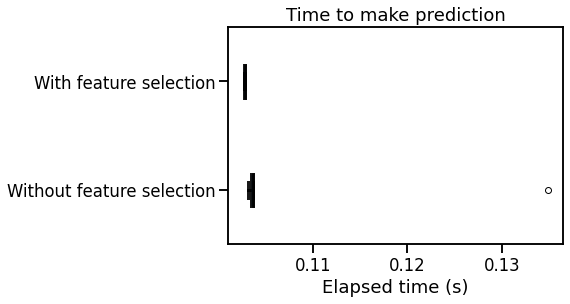 Time to make prediction
With feature selection
Without feature selection
0.11 0.12 0.13
Elapsed time (s)